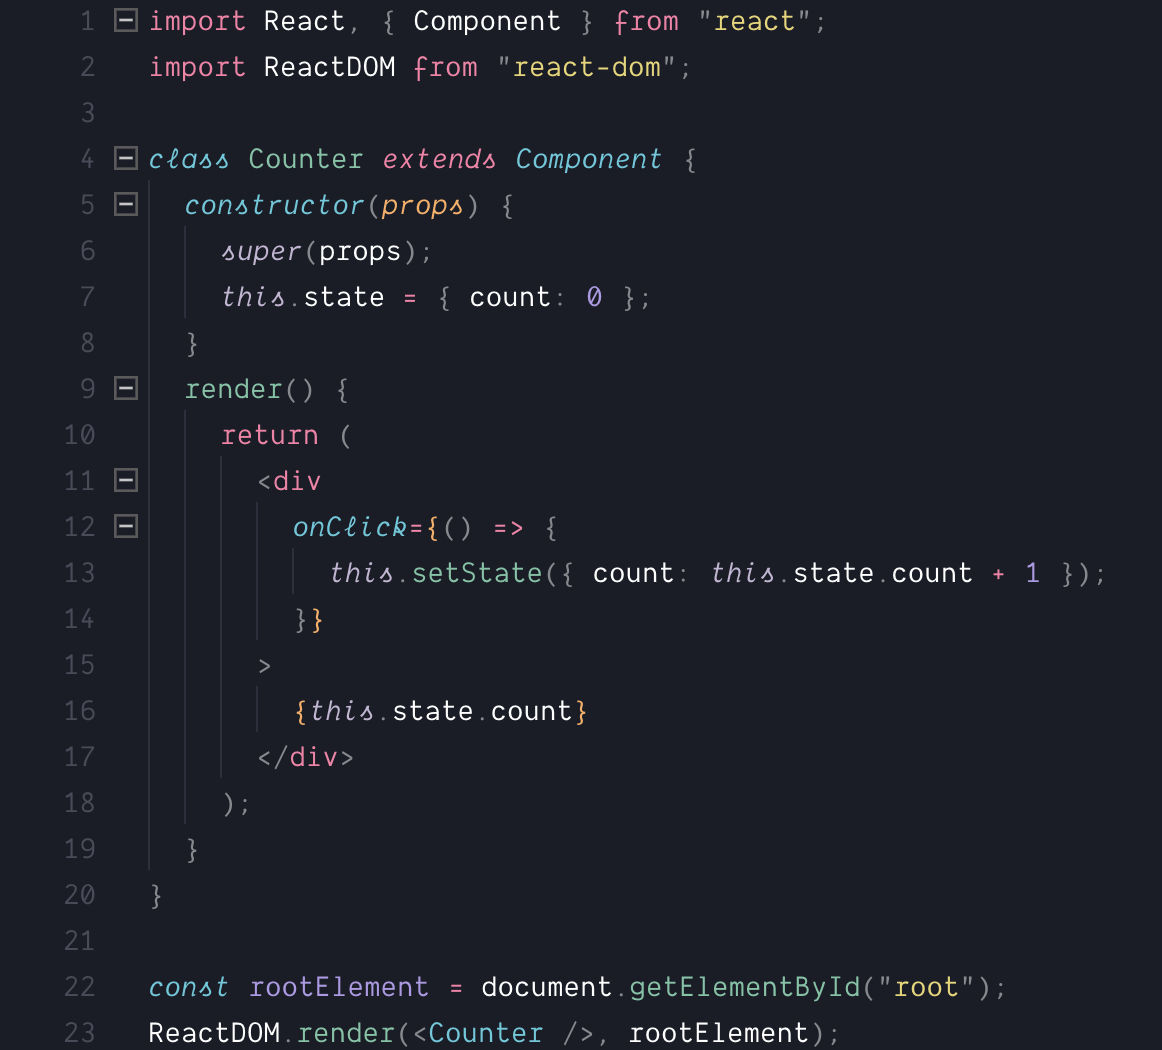 1 import React, { Component } from "react";
2 import ReactDOM from "react-dom";
3
4 class Counter extends Component {
5   constructor(props) {
6     super(props);
7     this.state = { count: 0 };
8   }
9   render() {
10     return (
11       <div
12         onClick={() => {
13           this.setState({ count: this.state.count + 1 });
14         }}
15       >
16         {this.state.count}
17       </div>
18     );
19   }
20 }
21
22 const rootElement = document.getElementById("root");
23 ReactDOM.render(<Counter />, rootElement);